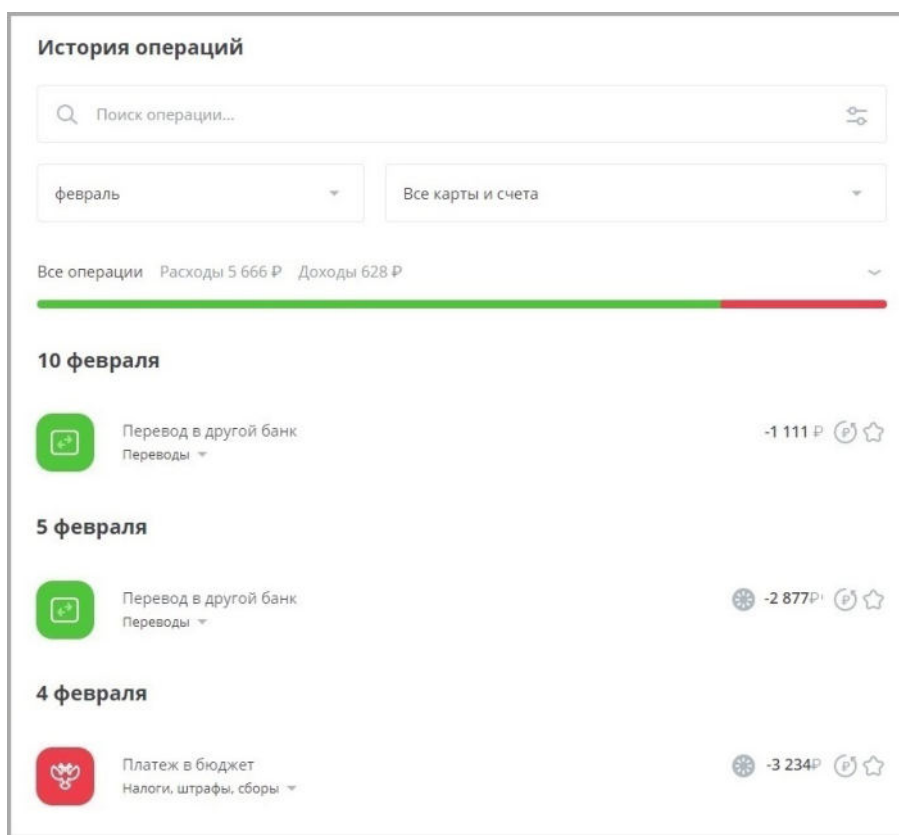 История операций
Поиск операции...
февраль
Все карты и счета
Все операции Расходы 5 666 ₽ Доходы 628 ₽
10 февраля
Перевод в другой банк
-1 111 ₽
Переводы
5 февраля
Перевод в другой банк
-2 877₽
Переводы
4 февраля
Платеж в бюджет
-3 234₽
Налоги, штрафы, сборы